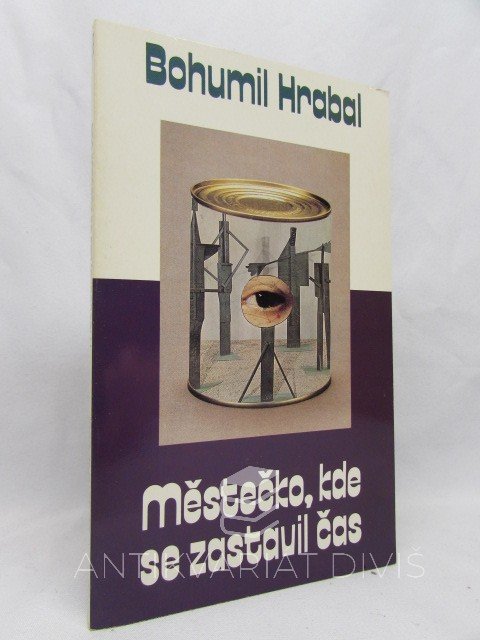 Bohumil Hrabal
Městečko, kde
se zastavil čas
ANTIKVARIÁT DIVIŠ